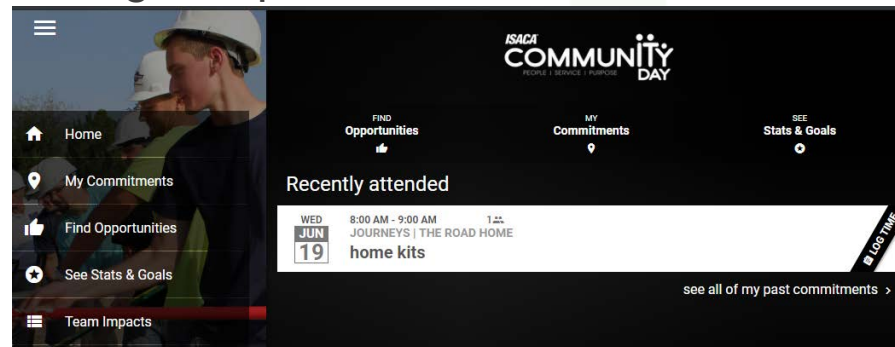 Home
My Commitments
Find Opportunities
See Stats & Goals
Team Impacts
ISACA
COMMUNITY
PEOPLE | SERVICE | PURPOSE
DAY
FIND
Opportunities
MY
Commitments
SEE
Stats & Goals
Recently attended
WED
JUN
19
8:00 AM - 9:00 AM 1
JOURNEYS | THE ROAD HOME
home kits
LOG TIME
see all of my past commitments >